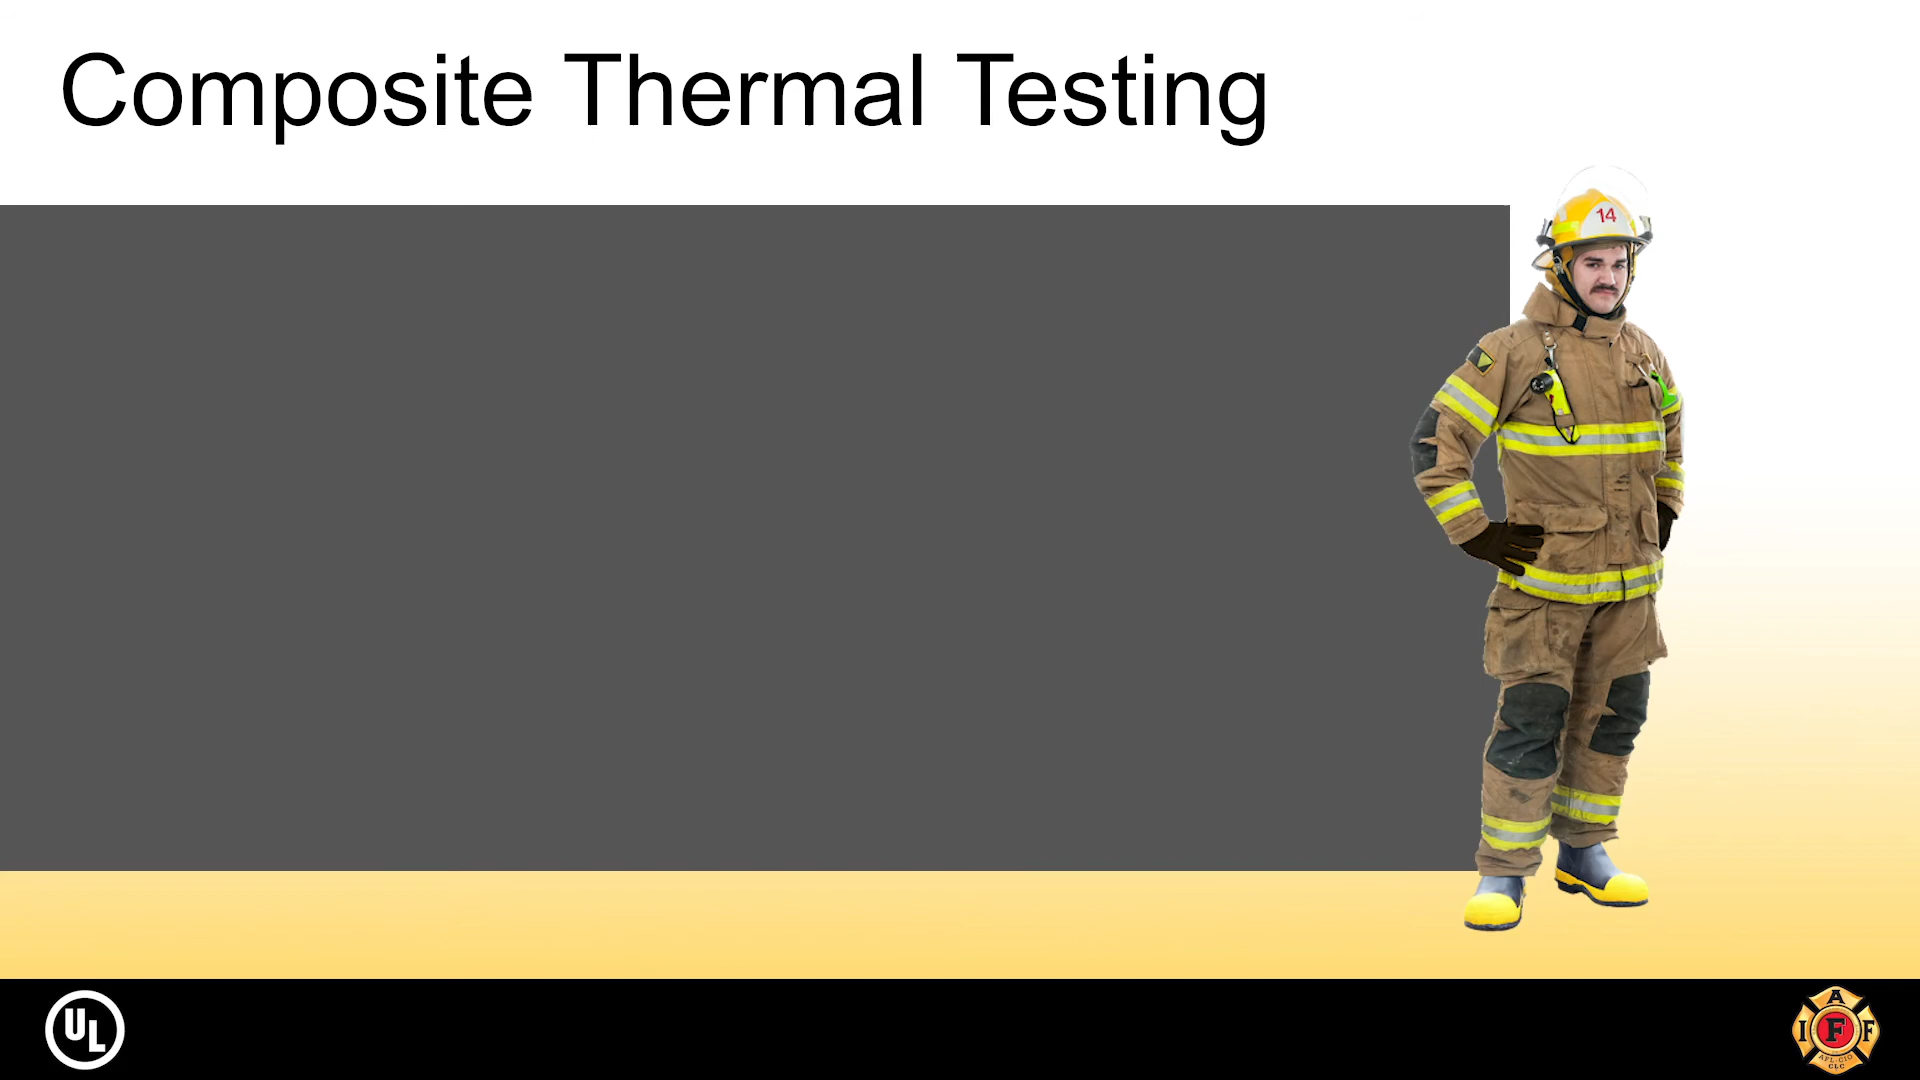 Composite Thermal Testing
14
UL
A
I F F
AFL-CIO
CLC